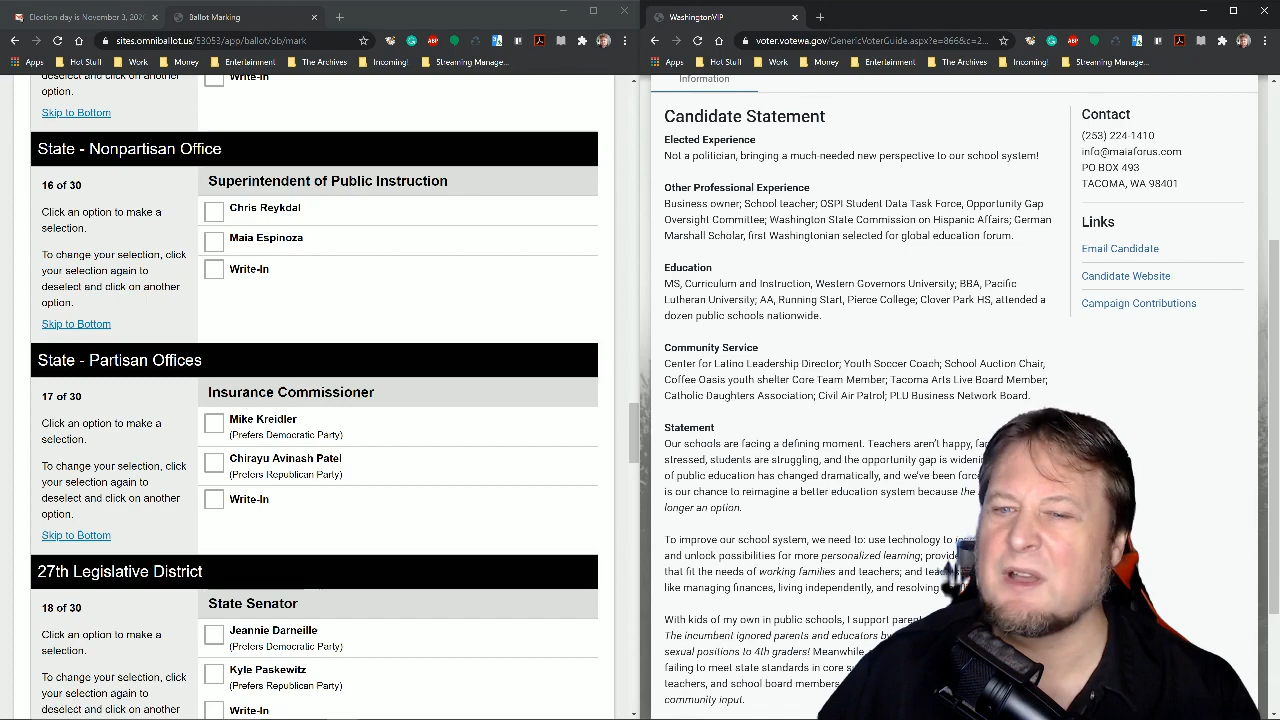 Election day is November 3, 202
Ballot Marking
sites.omniballot.us/53053/app/ballot/ob/mark
Apps
Hot Stuff
Work
Money
Entertainment
The Archives
Incoming!
Streaming Manage...
deselect and click on another
option.
Skip to Bottom
Write-In
State - Nonpartisan Office
16 of 30
Click an option to make a
selection.
To change your selection, click
your selection again to
deselect and click on another
option.
Skip to Bottom
Superintendent of Public Instruction
Chris Reykdal
Maia Espinoza
Write-In
State - Partisan Offices
17 of 30
Click an option to make a
selection.
To change your selection, click
your selection again to
deselect and click on another
option.
Skip to Bottom
Insurance Commissioner
Mike Kreidler
(Prefers Democratic Party)
Chirayu Avinash Patel
(Prefers Republican Party)
Write-In
27th Legislative District
18 of 30
Click an option to make a
selection.
To change your selection, click
your selection again to
deselect and click on another
State Senator
Jeannie Darneille
(Prefers Democratic Party)
Kyle Paskewitz
(Prefers Republican Party)
Write-In
WashingtonVIP
voter.votewa.gov/GenericVoterGuide.aspx?e=866&c=2...
Apps
Hot Stuff
Work
Money
Entertainment
The Archives
Incoming!
Streaming Manage...
Information
Candidate Statement
Elected Experience
Not a politician, bringing a much-needed new perspective to our school system!
Other Professional Experience
Business owner; School teacher; OSPI Student Data Task Force, Opportunity Gap
Oversight Committee; Washington State Commission on Hispanic Affairs; German
Marshall Scholar, first Washingtonian selected for global education forum.
Education
MS, Curriculum and Instruction, Western Governors University; BBA, Pacific
Lutheran University; AA, Running Start, Pierce College; Clover Park HS, attended a
dozen public schools nationwide.
Community Service
Center for Latino Leadership Director; Youth Soccer Coach; School Auction Chair,
Coffee Oasis youth shelter Core Team Member; Tacoma Arts Live Board Member;
Catholic Daughters Association; Civil Air Patrol; PLU Business Network Board.
Statement
Our schools are facing a defining moment. Teachers aren't happy,
stressed, students are struggling, and the opportunity gap is
of public education has changed dramatically, and we've been
is our chance to reimagine a better education system because the
longer an option.
To improve our school system, we need to: use technology to
and unlock possibilities for more personalized learning;
that fit the needs of working families and teachers; and
like managing finances, living independently, and resolving
With kids of my own in public schools, I support
The incumbent ignored parents and educators
sexual positions to 4th graders! Meanwhile,
failing to meet state standards in core
teachers, and school board members
community input.
Contact
(253) 224-1410
info@maiaforus.com
PO BOX 493
TACOMA, WA 98401
Links
Email Candidate
Candidate Website
Campaign Contributions